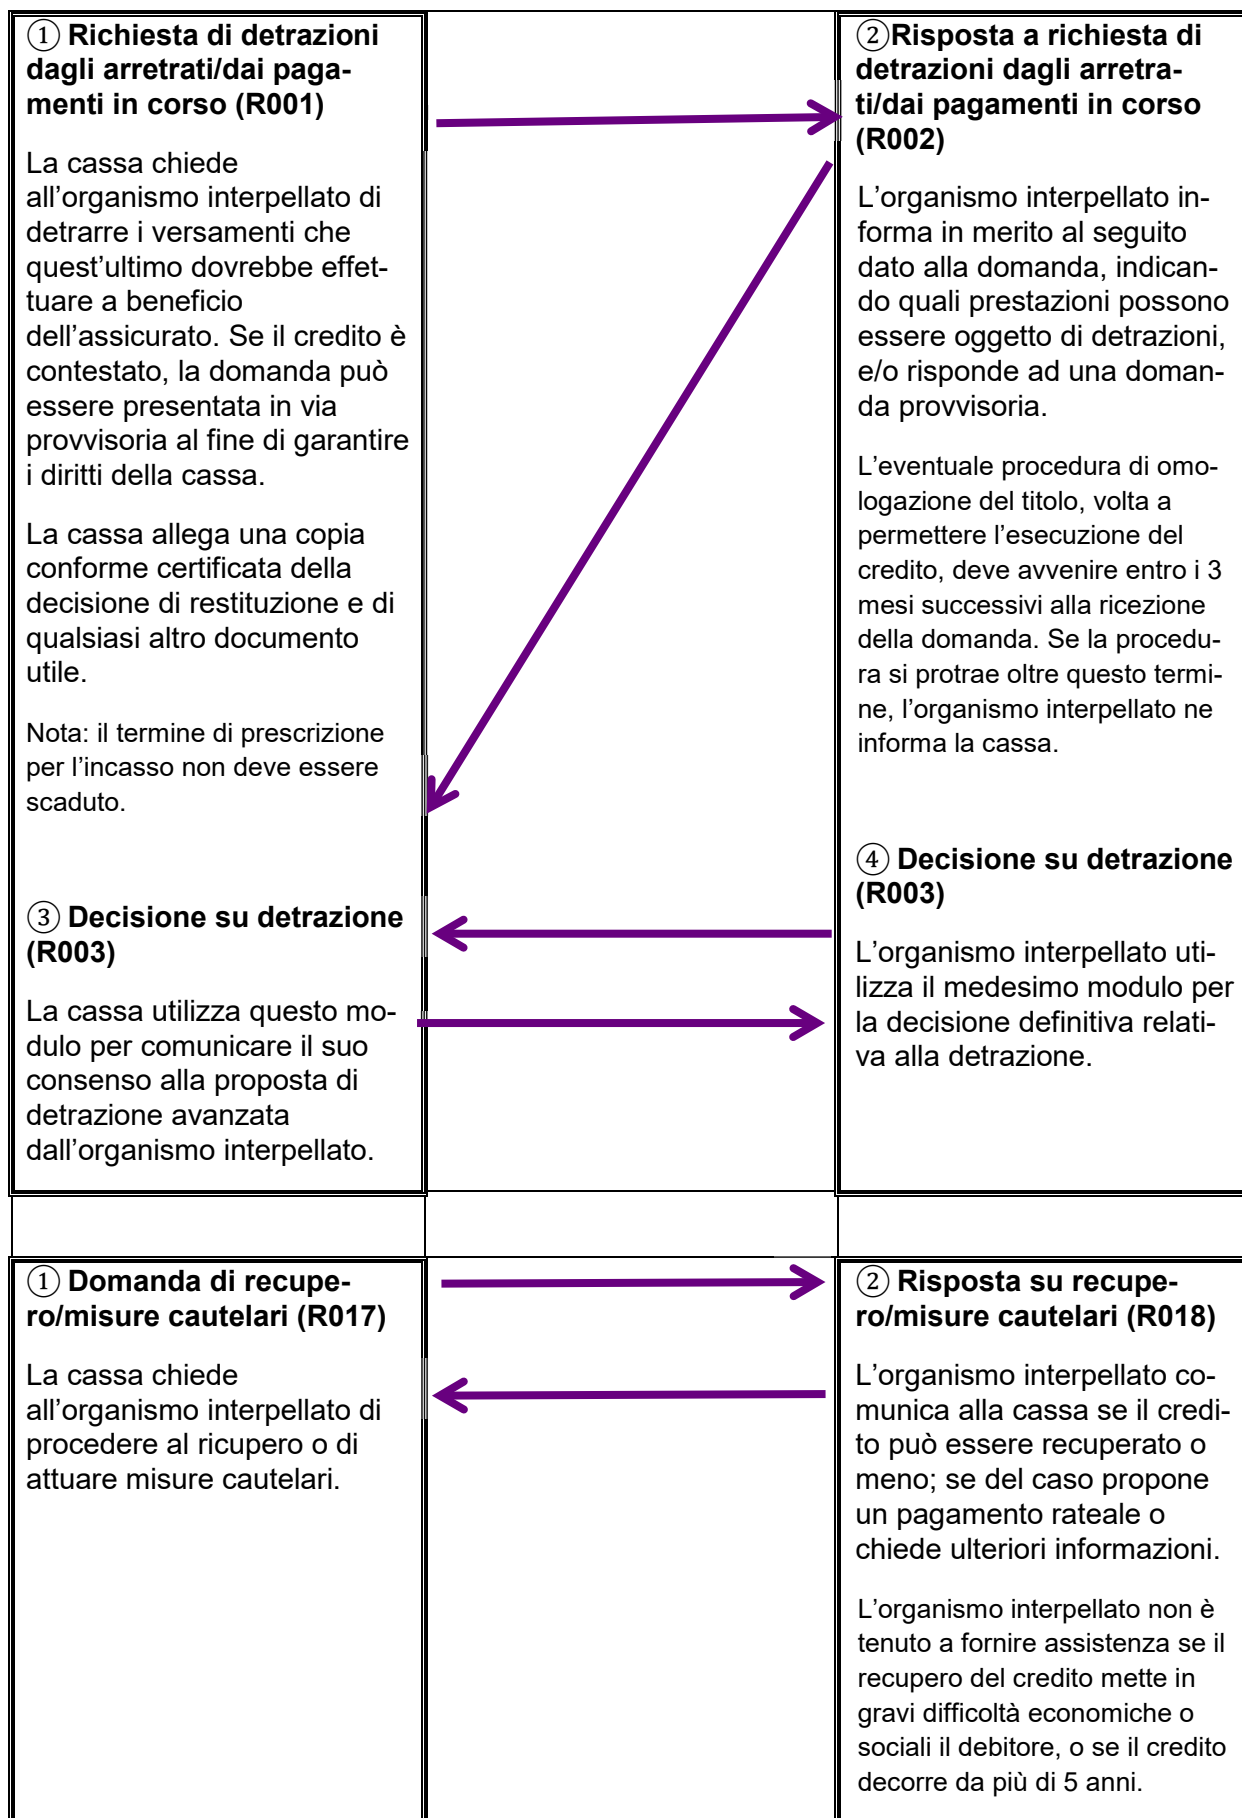 ① Richiesta di detrazioni
dagli arretrati/dai paga-
menti in corso (R001)
La cassa chiede
all’organismo interpellato di
detrarre i versamenti che
quest’ultimo dovrebbe effet-
tuare a beneficio
dell’assicurato. Se il credito è
contestato, la domanda può
essere presentata in via
provvisoria al fine di garantire
i diritti della cassa.
La cassa allega una copia
conforme certificata della
decisione di restituzione e di
qualsiasi altro documento
utile.
Nota: il termine di prescrizione
per l’incasso non deve essere
scaduto.
③ Decisione su detrazione
(R003)
La cassa utilizza questo mo-
dulo per comunicare il suo
consenso alla proposta di
detrazione avanzata
dall’organismo interpellato.
②Risposta a richiesta di
detrazioni dagli arretra-
ti/dai pagamenti in corso
(R002)
L’organismo interpellato in-
forma in merito al seguito
dato alla domanda, indican-
do quali prestazioni possono
essere oggetto di detrazioni,
e/o risponde ad una doman-
da provvisoria.
L’eventuale procedura di omo-
logazione del titolo, volta a
permettere l’esecuzione del
credito, deve avvenire entro i 3
mesi successivi alla ricezione
della domanda. Se la procedu-
ra si protrae oltre questo termi-
ne, l’organismo interpellato ne
informa la cassa.
④ Decisione su detrazione
(R003)
L’organismo interpellato uti-
lizza il medesimo modulo per
la decisione definitiva relati-
va alla detrazione.
① Domanda di recupe-
ro/misure cautelari (R017)
La cassa chiede
all’organismo interpellato di
procedere al ricupero o di
attuare misure cautelari.
② Risposta su recupe-
ro/misure cautelari (R018)
L’organismo interpellato co-
munica alla cassa se il credi-
to può essere recuperato o
meno; se del caso propone
un pagamento rateale o
chiede ulteriori informazioni.
L’organismo interpellato non è
tenuto a fornire assistenza se il
recupero del credito mette in
gravi difficoltà economiche o
sociali il debitore, o se il credito
decorre da più di 5 anni.